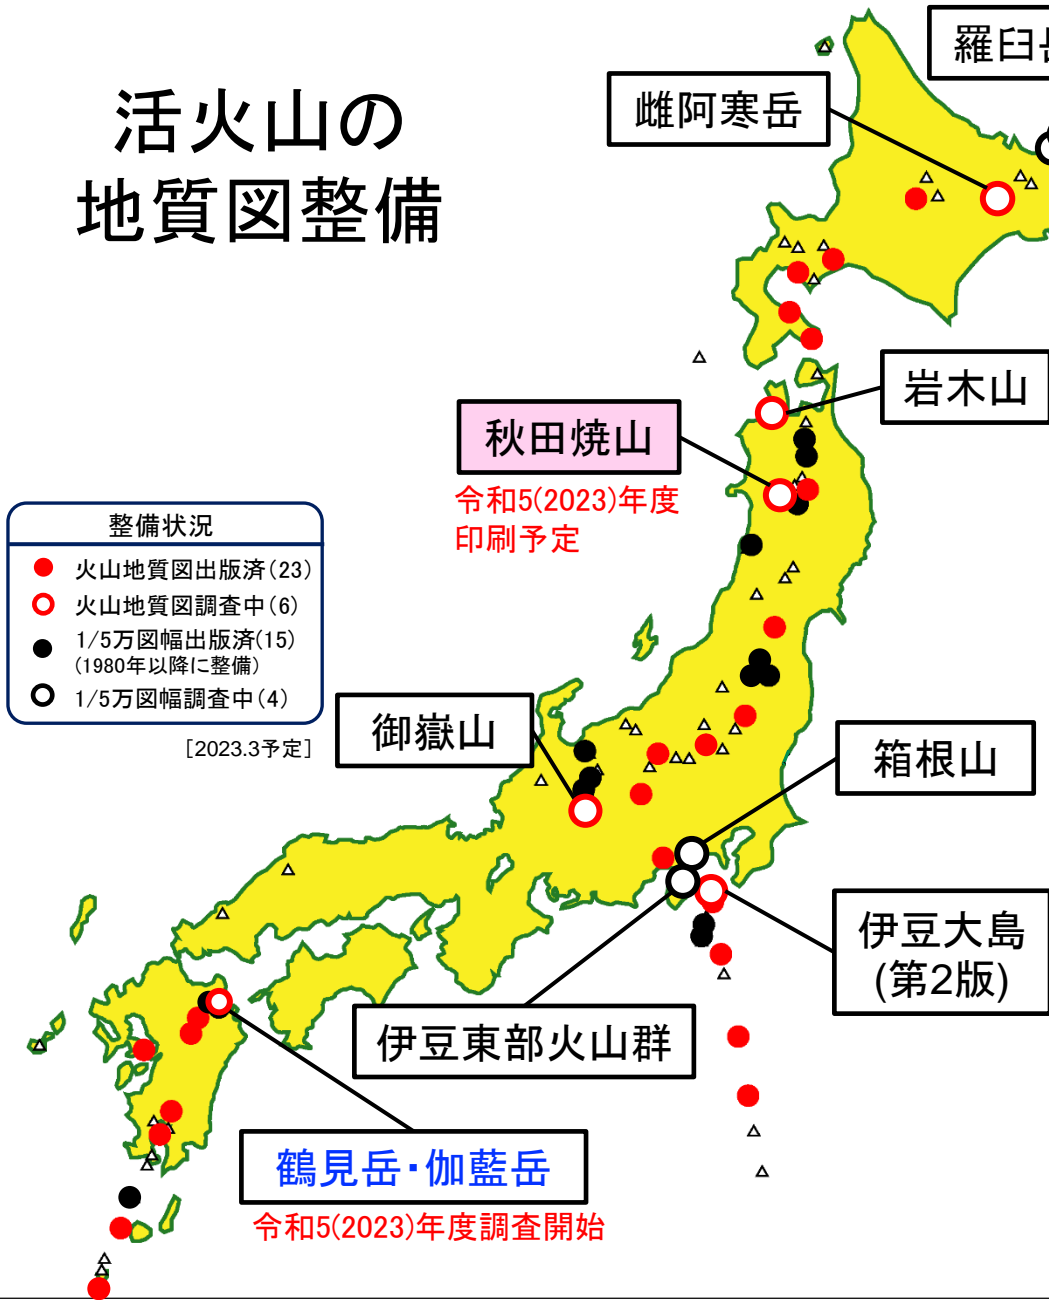 活火山の
地質図整備
羅臼
雌阿寒岳
岩木山
秋田焼山
令和5(2023)年度
印刷予定
整備状況
火山地質図出版済(23)
火山地質図調査中(6)
1/5万図幅出版済(15)
(1980年以降に整備)
1/5万図幅調査中(4)
[2023.3予定]
御嶽山
箱根山
伊豆大島
(第2版)
伊豆東部火山群
鶴見岳・伽藍岳
令和5(2023)年度調査開始